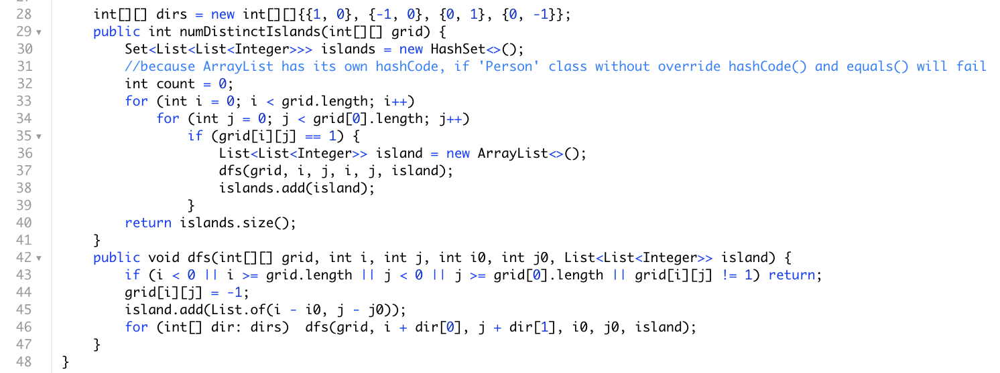 28 int[][] dirs = new int[][]{{1, 0}, {-1, 0}, {0, 1}, {0, -1}};
29 public int numDistinctIslands(int[][] grid) {
30 Set<List<List<Integer>>> islands = new HashSet<>();
31 //because ArrayList has its own hashCode, if 'Person' class without override hashCode() and equals() will fail
32 int count = 0;
33 for (int i = 0; i < grid.length; i++)
34 for (int j = 0; j < grid[0].length; j++)
35 if (grid[i][j] == 1) {
36 List<List<Integer>> island = new ArrayList<>();
37 dfs(grid, i, j, i, j, island);
38 islands.add(island);
39 }
40 return islands.size();
41 }
42 public void dfs(int[][] grid, int i, int j, int i0, int j0, List<List<Integer>> island) {
43 if (i < 0 || i >= grid.length || j < 0 || j >= grid[0].length || grid[i][j] != 1) return;
44 grid[i][j] = -1;
45 island.add(List.of(i - i0, j - j0));
46 for (int[] dir: dirs)  dfs(grid, i + dir[0], j + dir[1], i0, j0, island);
47 }
48 }